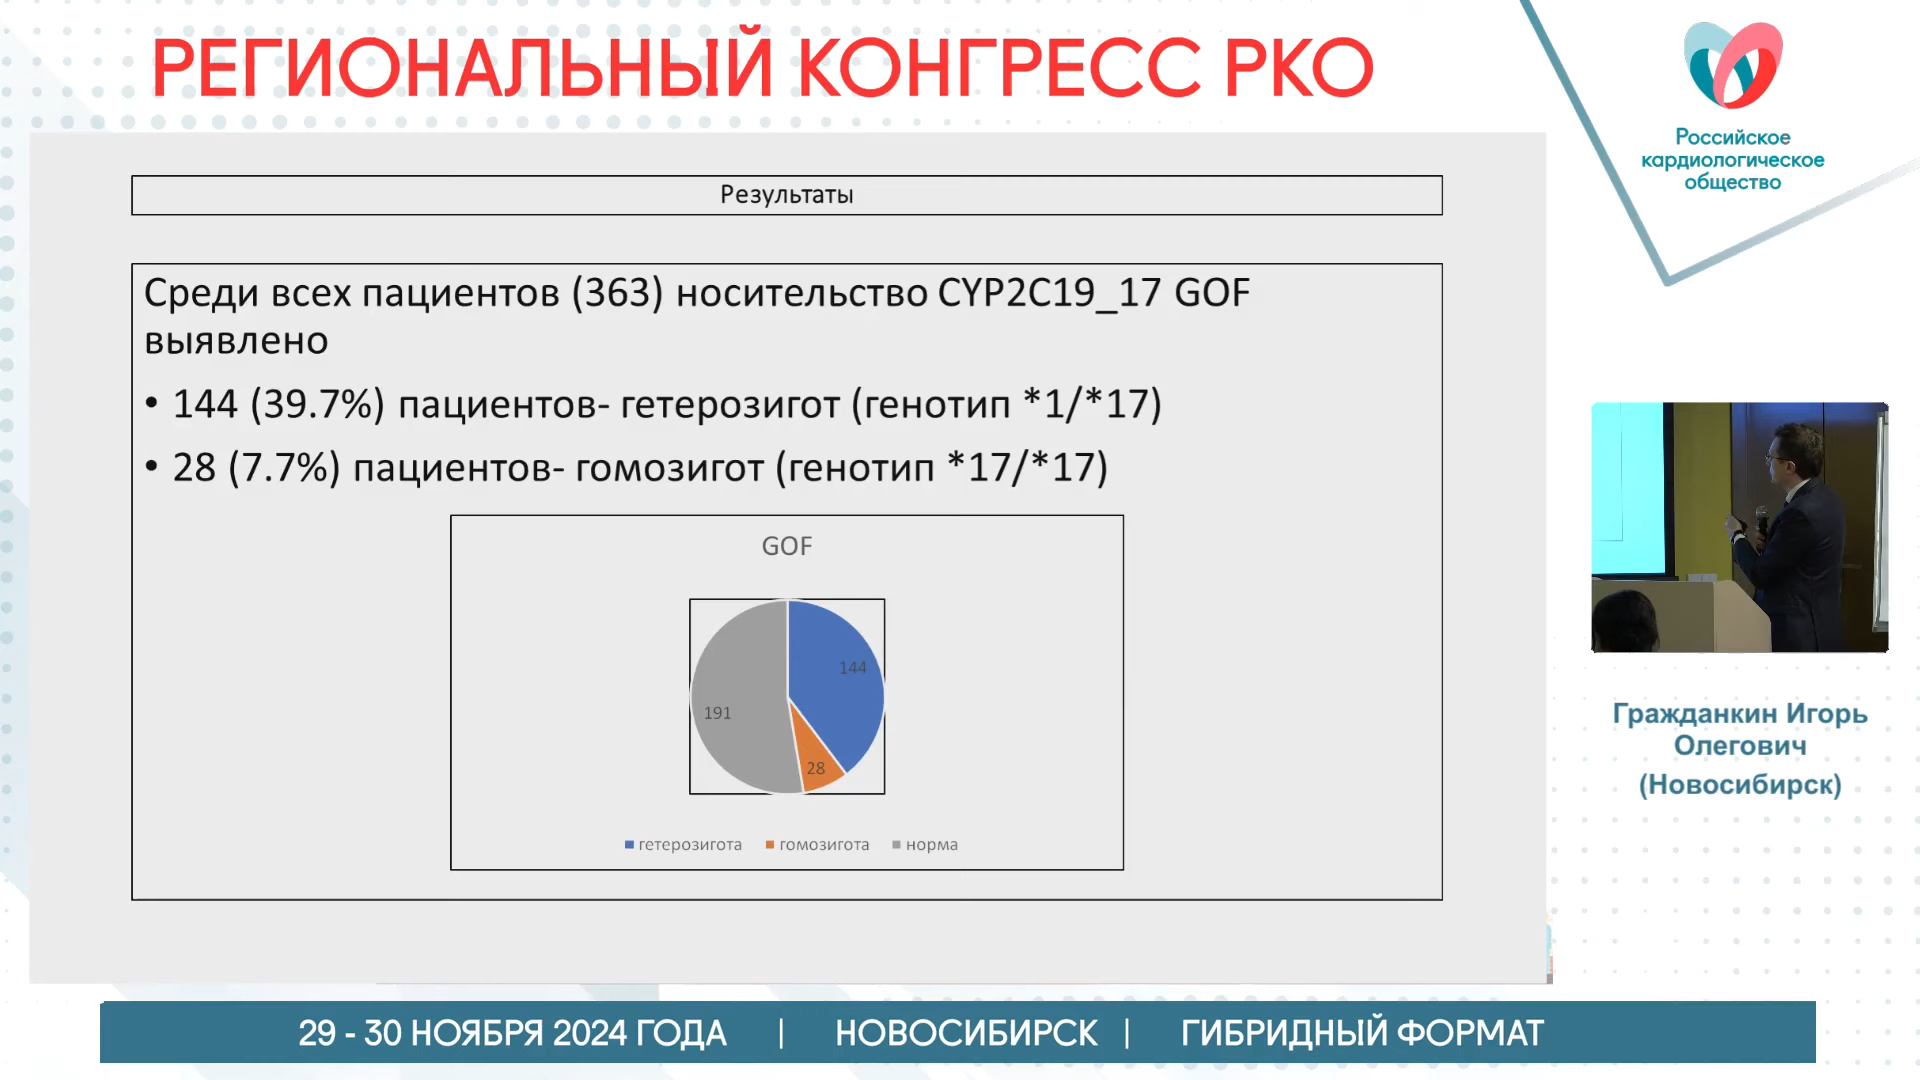 РЕГИОНАЛЬНЫЙ КОНГРЕСС РКО
Российское
кардиологическое
общество
Результаты
Среди всех пациентов (363) носительство CYP2C19_17 GOF
выявлено
• 144 (39.7%) пациентов- гетерозигот (генотип *1/*17)
• 28 (7.7%) пациентов- гомозигот (генотип *17/*17)
GOF
144
191
28
гетерозигота гомозигота норма
Гражданкин Игорь
Олегович
(Новосибирск)
29 - 30 НОЯБРЯ 2024 ГОДА | НОВОСИБИРСК | ГИБРИДНЫЙ ФОРМАТ